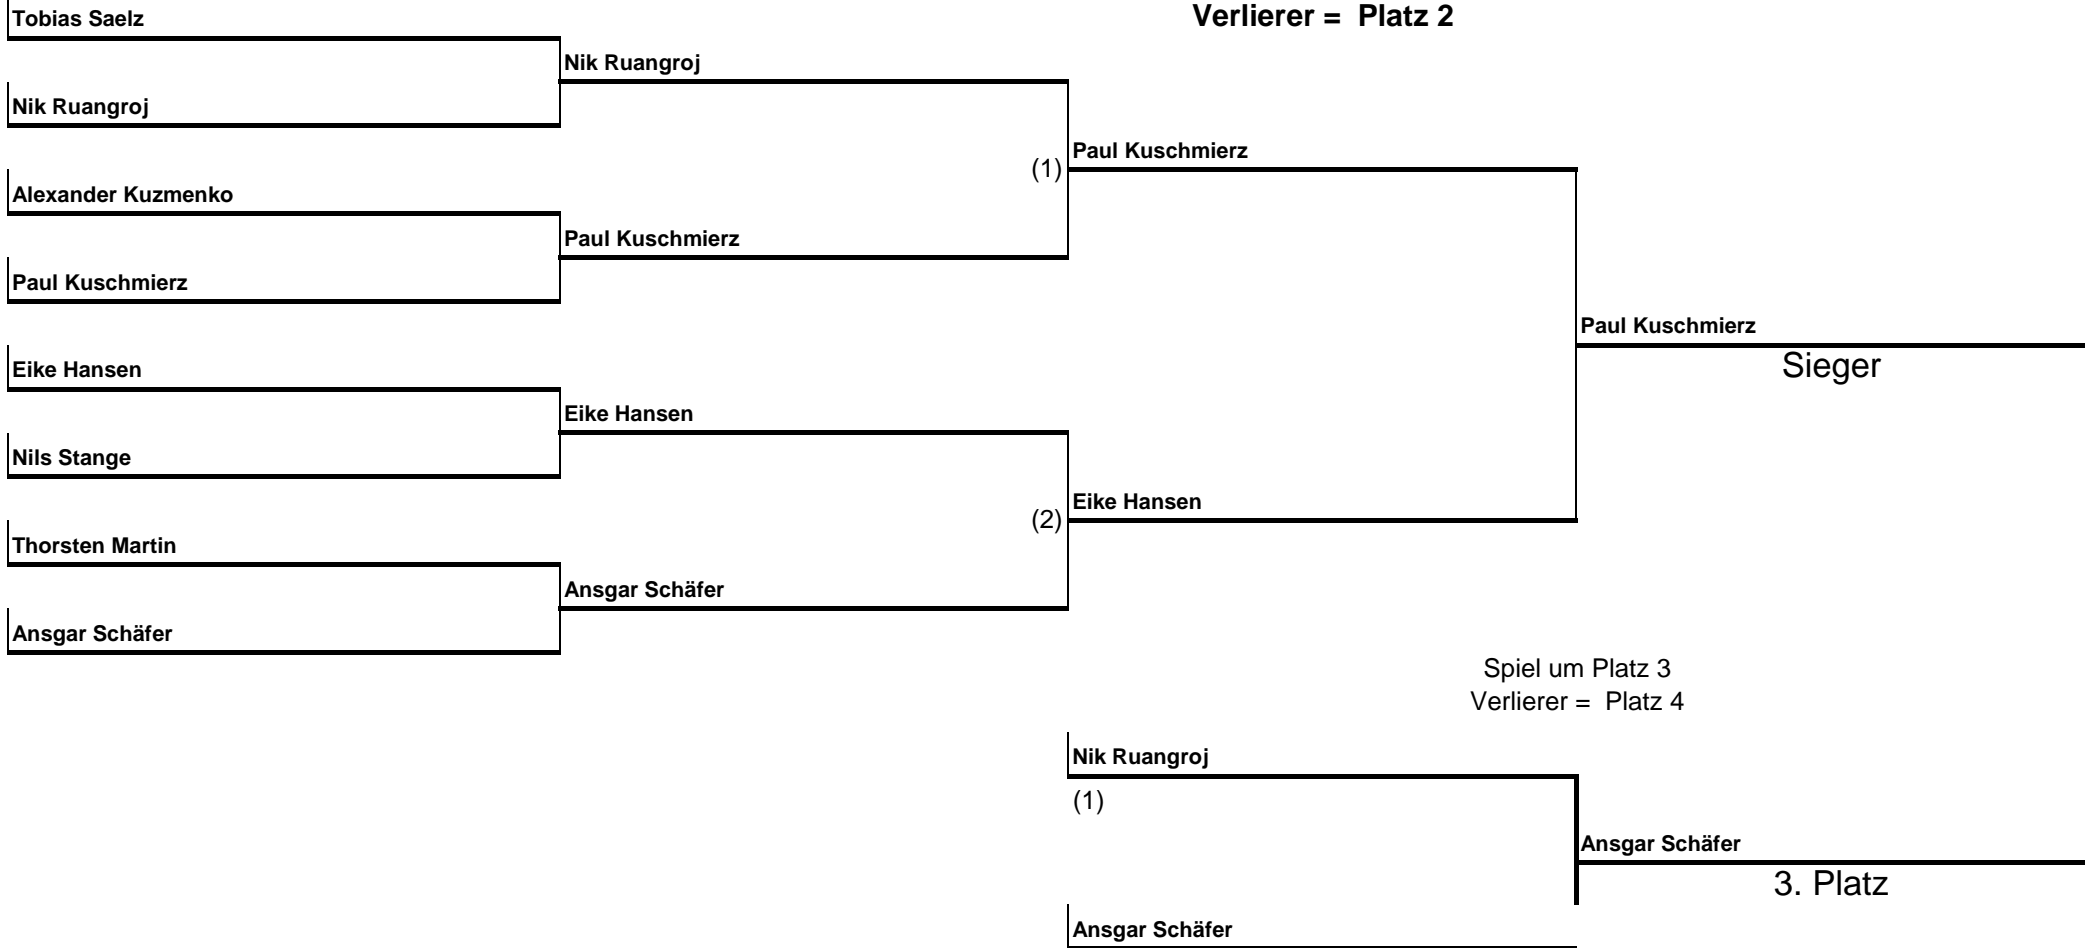 Verlierer =  Platz 2
Tobias Saelz
Nik Ruangroj
Nik Ruangroj
Paul Kuschmierz
(1)
Alexander Kuzmenko
Paul Kuschmierz
Paul Kuschmierz
Paul Kuschmierz
Sieger
Eike Hansen
Eike Hansen
Nils Stange
Eike Hansen
(2)
Thorsten Martin
Ansgar Schäfer
Ansgar Schäfer
Spiel um Platz 3
Verlierer =  Platz 4
Nik Ruangroj
(1)
Ansgar Schäfer
3. Platz
Ansgar Schäfer